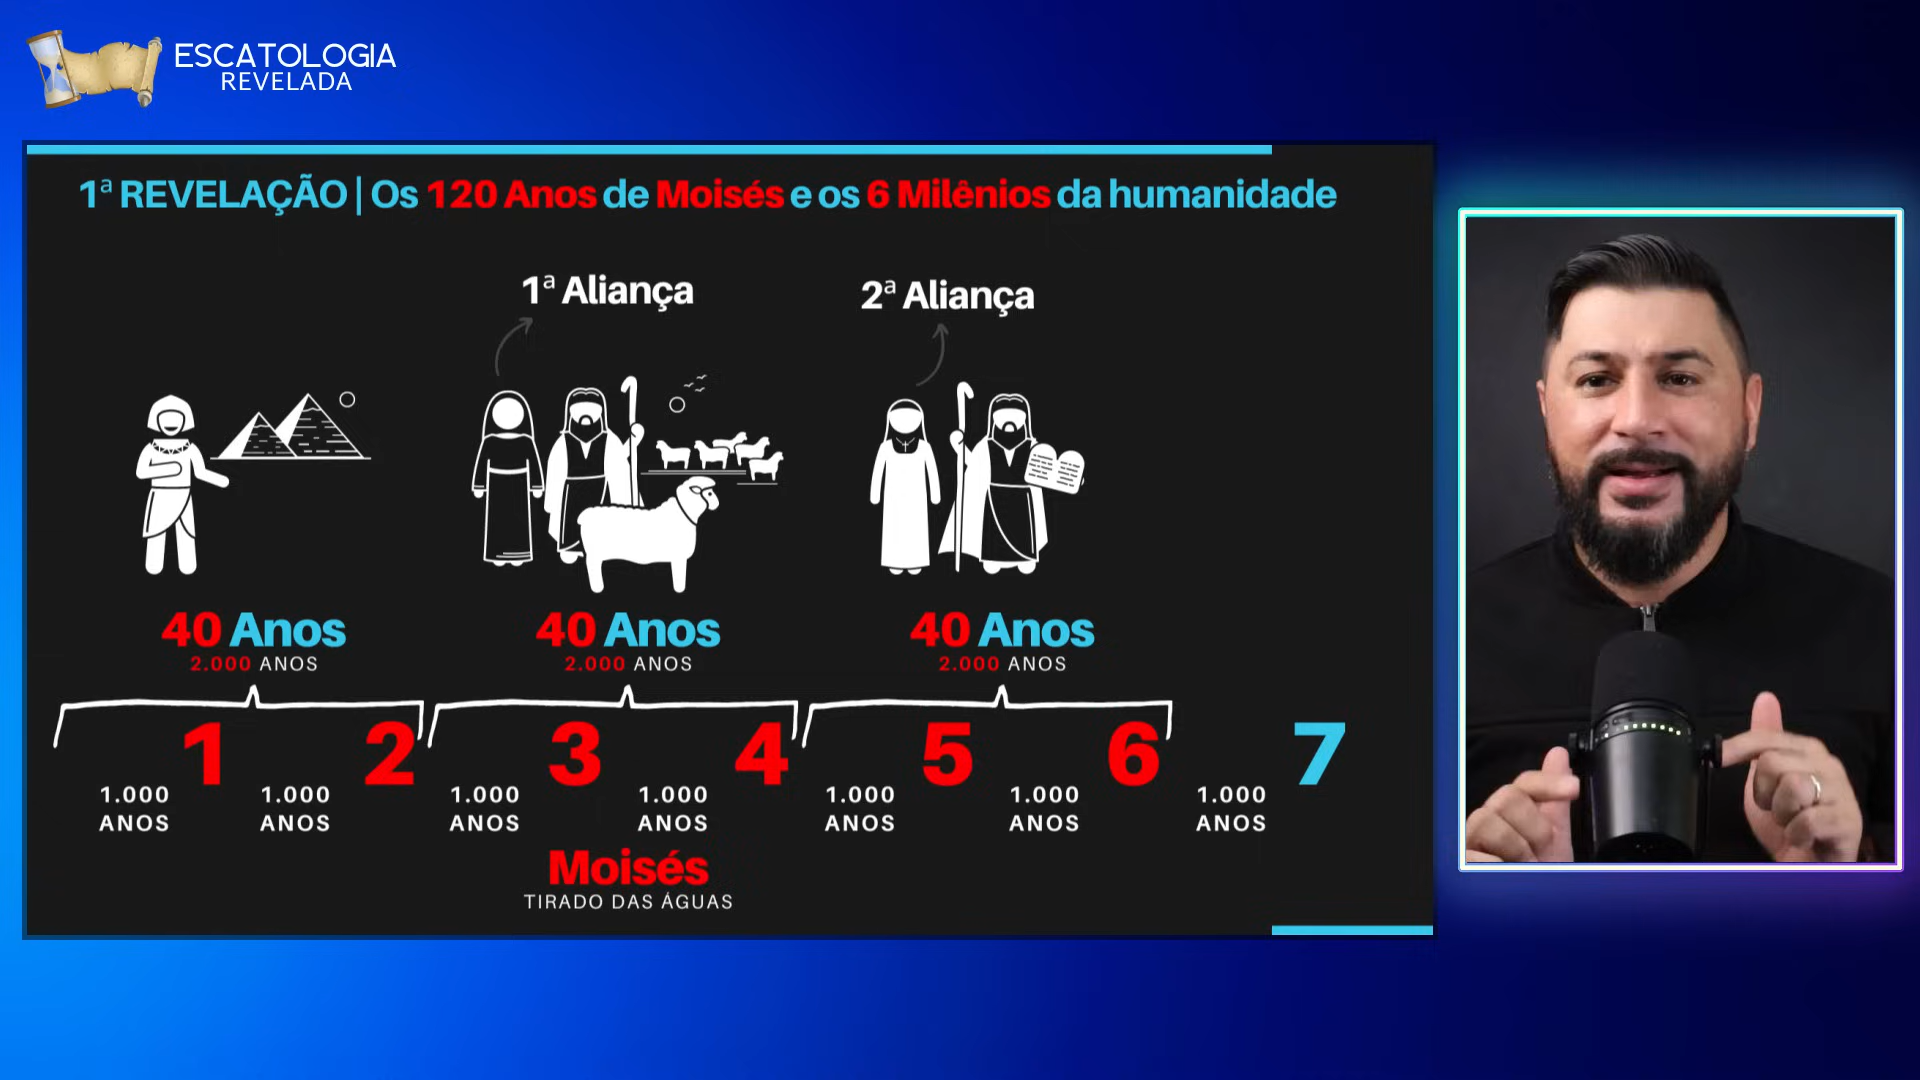 ESCATOLOGIA
REVELADA
1ª REVELAÇÃO | Os 120 Anos de Moisés e os 6 Milênios da humanidade
1ª Aliança
2ª Aliança
40 Anos
2.000 ANOS
40 Anos
2.000 ANOS
40 Anos
2.000 ANOS
1 2 3 4 5 6 7
1.000
ANOS
1.000
ANOS
1.000
ANOS
1.000
ANOS
1.000
ANOS
1.000
ANOS
1.000
ANOS
Moisés
TIRADO DAS ÁGUAS